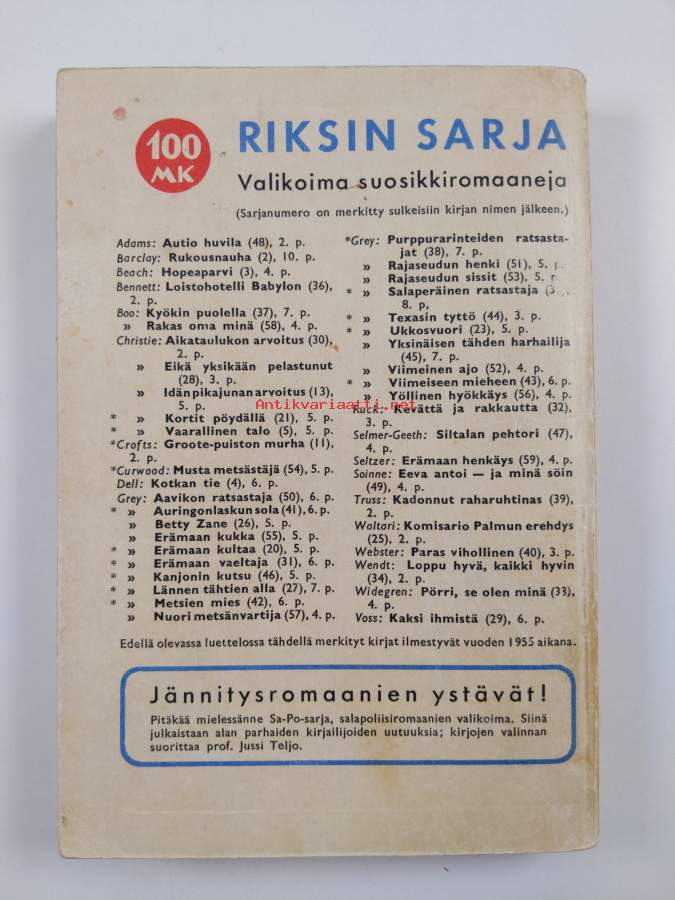 100
MK
RIKSIN SARJA
Valikoima suosikkiromaaneja
(Sarjanumero on merkitty sulkeisiin kirjan nimen jälkeen.)
Adams: Autio huvila (48), 2. p.
Barclay: Rukousnauha (2), 10. p.
Beach: Hopeaparvi (3), 4. p.
Bennett: Loistohotelli Babylon (36),
2. p.
Boo: Kyökin puolella (37), 7. p.
» Rakas oma minä (58), 4. p.
Christie: Aikataulukon arvoitus (30),
2. p.
» Eikä yksikään pelastunut
(28), 3. p.
» Idän pikajunan arvoitus (13),
5. p.
* » Kortit pöydällä (21), 5. p.
* » Vaarallinen talo (5), 5. p.
*Crofts: Groote-puiston murha (11),
2. p.
*Curwood: Musta metsästäjä (54), 5. p.
Dell: Kotkan tie (4), 6. p.
Grey: Aavikon ratsastaja (50), 6. p.
* » Auringonlaskun sola (41), 6. p.
» Betty Zane (26), 5. p.
» Erämaan kukka (55), 5. p.
* » Erämaan kultaa (20), 5. p.
* » Erämaan vaeltaja (31), 6. p.
* » Kanjonin kutsu (46), 5. p.
* » Lännen tähtien alla (27), 7. p.
* » Metsien mies (42), 6. p.
» Nuori metsänvartija (57), 4. p.
*Grey: Purppurarinteiden ratsasta-
jat (38), 7. p.
» Rajaseudun henki (51), 5. p.
» Rajaseudun sissit (53), 5. p.
* » Salaperäinen ratsastaja
8. p,
* » Texasin tyttö (44), 3. p.
* » Ukkosvuori (23), 5. p.
» Yksinäisen tähden harhailija
(45), 7. p.
» Viimeinen ajo (52), 4. p.
* » Viimeiseen mieheen (43), 6. p.
» Yöllinen hyökkäys (56), 4. p.
Ruck: Kevättä ja rakkautta (32),
3. p.
Selmer-Geeth: Siltalan pehtori (47),
4. p.
Seltzer: Erämaan henkäys (59), 4. p.
Soinne: Eeva antoi — ja minä söin
(49), 4. p.
Truss: Kadonnut raharuhtinas (39),
2. p.
Waltari: Komisario Palmun erehdys
(25), 2. p.
Webster: Paras vihollinen (40), 3. p.
Wendt: Loppu hyvä, kaikki hyvin
(34), 2. p.
Widegren: Pörri, se olen minä (33),
4. p.
Voss: Kaksi ihmistä (29), 6. p.
Edellä olevassa luettelossa tähdellä merkityt kirjat ilmestyvät vuoden 1955 aikana.
Jännitysromaanien ystävät!
Pitäkää mielessänne Sa-Po-sarja, salapoliisiromaanien valikoima. Siinä
julkaistaan alan parhaiden kirjailijoiden uutuuksia; kirjojen valinnan
suorittaa prof. Jussi Teljo.
Antikvariaatti.net